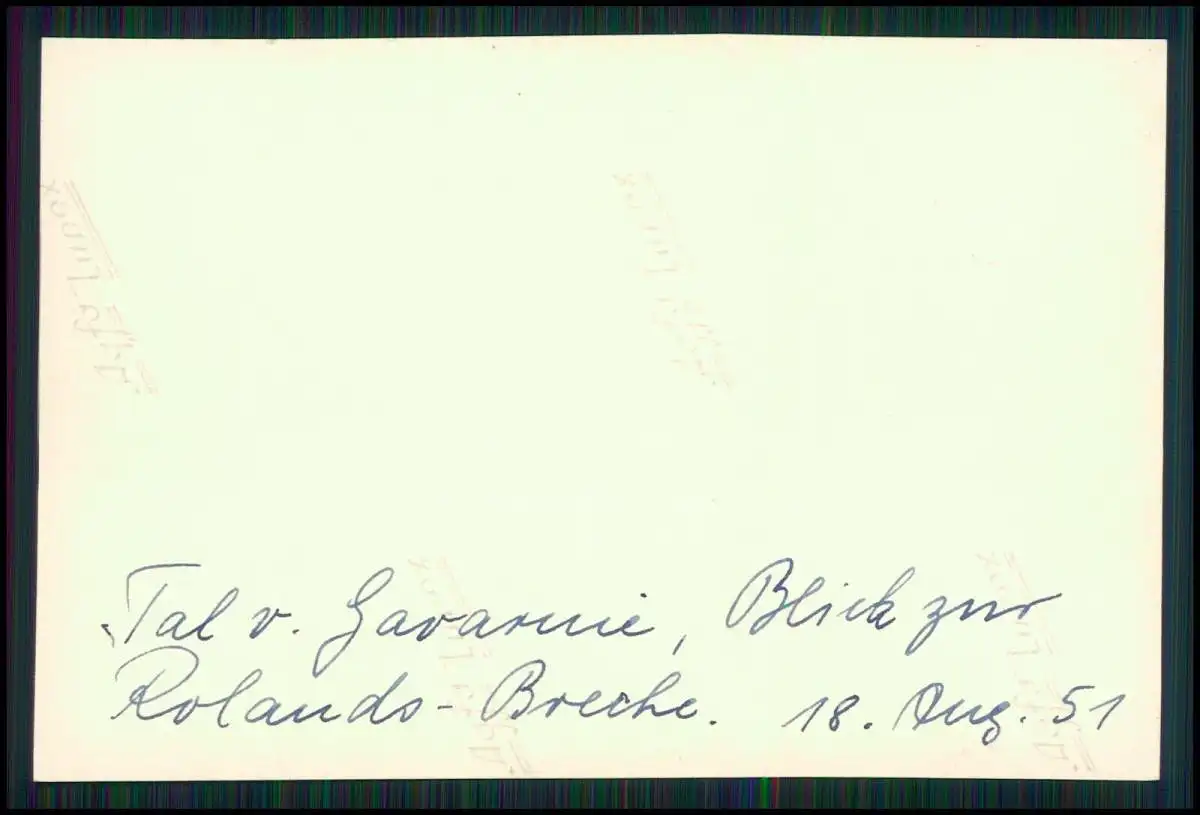 Tal v. Gavarnie, Blick zur
Rolands-Breche. 18. Aug. 51